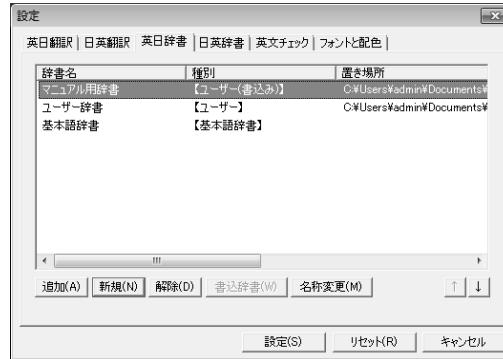 設定
英日翻訳 日英翻訳 英日辞書 日英辞書 英文チェック フォントと配色
辞書名 種別 置き場所
マニュアル用辞書 【ユーザー(書込み)】 C:¥Users¥admin¥Documents¥
ユーザー辞書 【ユーザー】 C:¥Users¥admin¥Documents¥
基本語辞書 【基本語辞書】
追加(A) 新規(N) 解除(D) 書込辞書(W) 名称変更(M) ↑ ↓
設定(S) リセット(R) キャンセル